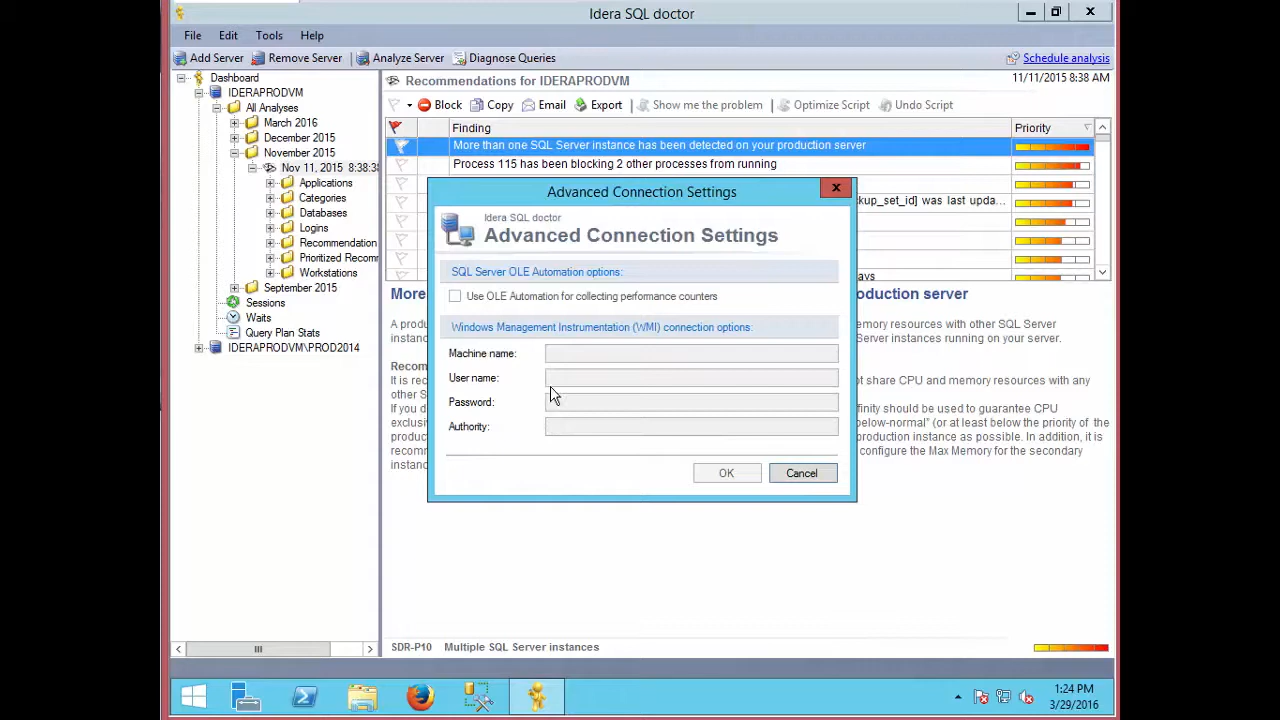 Idera SQL doctor
File Edit Tools Help
Add Server Remove Server Analyze Server Diagnose Queries Schedule analysis
Dashboard
IDERAPRODVM
All Analyses
March 2016
December 2015
November 2015
Nov 11, 2015 8:38:38
Applications
Categories
Databases
Logins
Recommendation
Prioritized Recom
Workstations
September 2015
Sessions
Waits
Query Plan Stats
IDERAPRODVM\PROD2014
Recommendations for IDERAPRODVM 11/11/2015 8:38 AM
Block Copy Email Export Show me the problem Optimize Script Undo Script
Finding Priority
More than one SQL Server instance has been detected on your production server
Process 115 has been blocking 2 other processes from running
kup_set_id] was last upda...
ays
More oduction server
A produ emory resources with other SQL Server
instanc Server instances running on your server.
Recom
It is rec t share CPU and memory resources with any
other S
If you d finity should be used to guarantee CPU
exclusiv elow-normal" (or at least below the priority of the
produc production instance as possible. In addition, it is
recomm configure the Max Memory for the secondary
instanc
Advanced Connection Settings
Idera SQL doctor
Advanced Connection Settings
SQL Server OLE Automation options:
Use OLE Automation for collecting performance counters
Windows Management Instrumentation (WMI) connection options:
Machine name:
User name:
Password:
Authority:
OK Cancel
SDR-P10 Multiple SQL Server instances
1:24 PM
3/29/2016